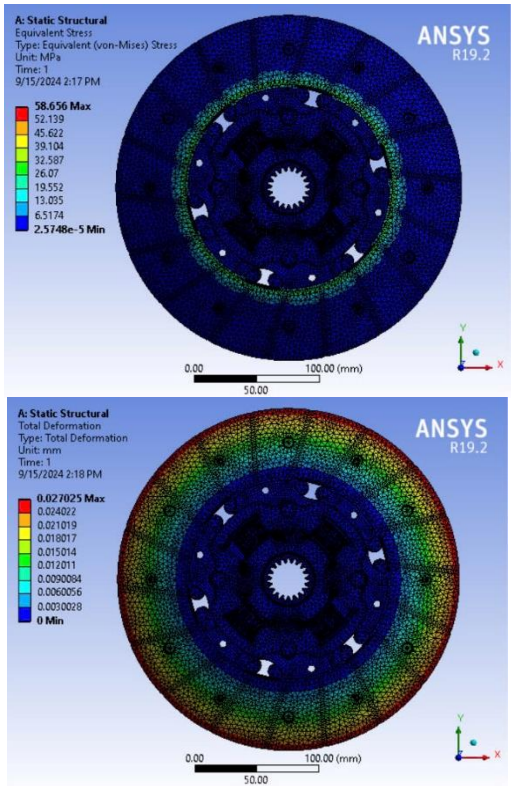 A: Static Structural
Equivalent Stress
Type: Equivalent (von-Mises) Stress
Unit: MPa
Time: 1
9/15/2024 2:17 PM
ANSYS
R19.2
58.656 Max
52.139
45.622
39.104
32.587
26.07
19.552
13.035
6.5174
2.5748e-5 Min
0.00
100.00 (mm)
50.00
Y
X
A: Static Structural
Total Deformation
Type: Total Deformation
Unit: mm
Time: 1
9/15/2024 2:18 PM
ANSYS
R19.2
0.027025 Max
0.024022
0.021019
0.018017
0.015014
0.012011
0.0090084
0.0060056
0.0030028
0 Min
0.00
100.00 (mm)
50.00
Y
X